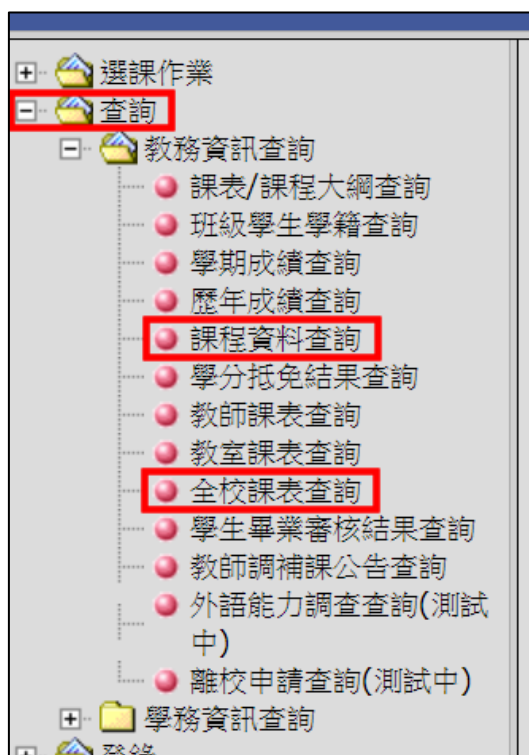 選課作業
查詢
教務資訊查詢
課表/課程大綱查詢
班級學生學籍查詢
學期成績查詢
歷年成績查詢
課程資料查詢
學分抵免結果查詢
教師課表查詢
教室課表查詢
全校課表查詢
學生畢業審核結果查詢
教師調補課公告查詢
外語能力調查查詢(測試
中)
離校申請查詢(測試中)
學務資訊查詢